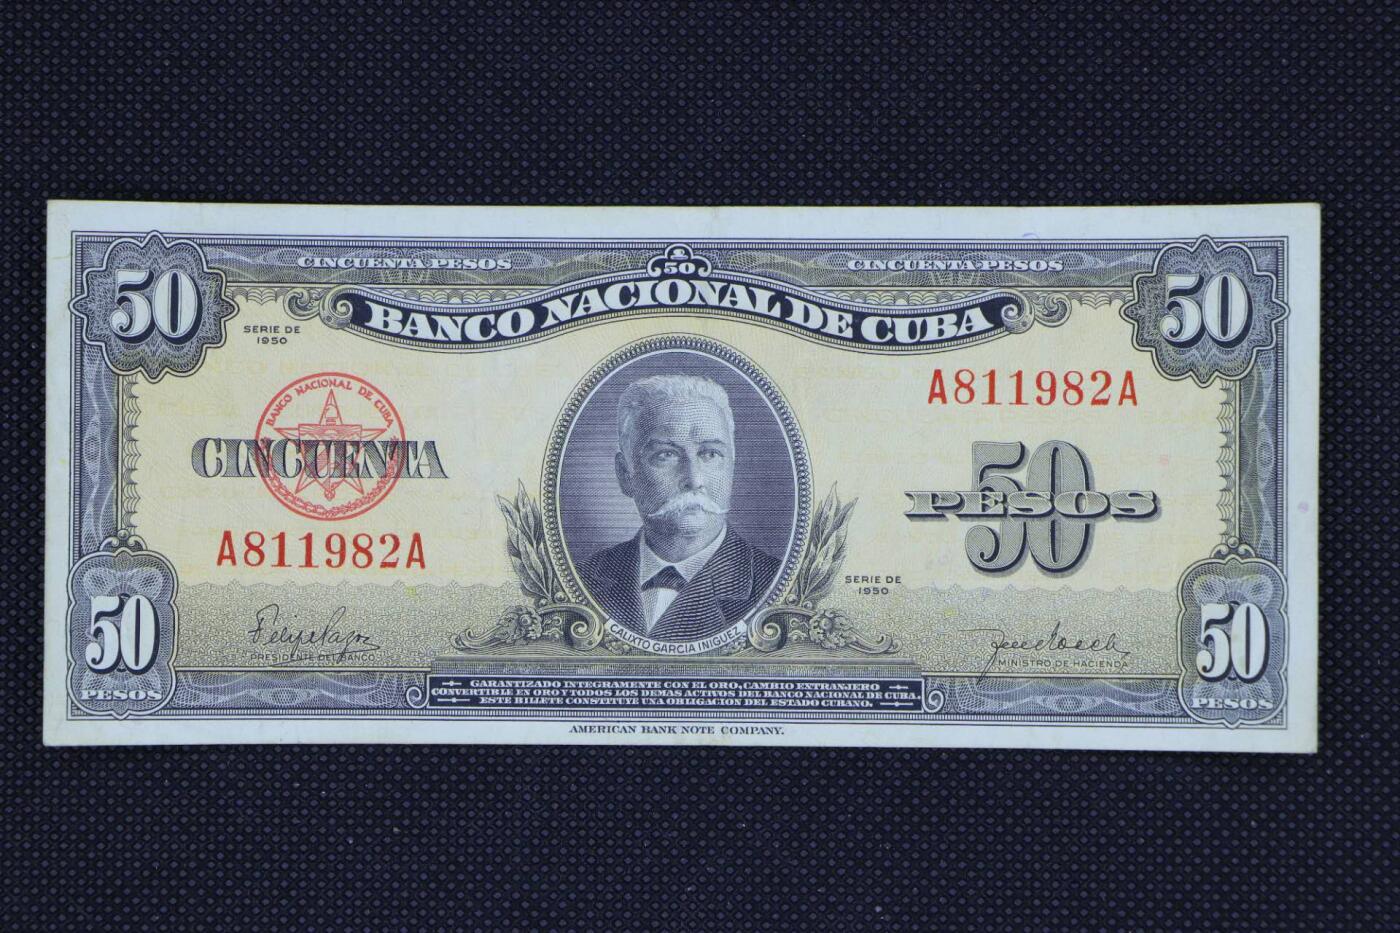 CINCUENTA PESOS
50
CINCUENTA PESOS
50
BANCO NACIONAL DE CUBA
50
SERIE DE
1950
BANCO NACIONAL DE CUBA
CINCUENTA
A811982A
A811982A
50
PESOS
SERIE DE
1950
CALIXTO GARCIA IÑIGUEZ
PRESIDENTE DEL BANCO
MINISTRO DE HACIENDA
50
PESOS
50
PESOS
GARANTIZADO INTEGRAMENTE CON EL ORO, CAMBIO EXTRANJERO
CONVERTIBLE EN ORO Y TODOS LOS DEMAS ACTIVOS DEL BANCO NACIONAL DE CUBA.
ESTE BILLETE CONSTITUYE UNA OBLIGACION DEL ESTADO CUBANO.
AMERICAN BANK NOTE COMPANY.